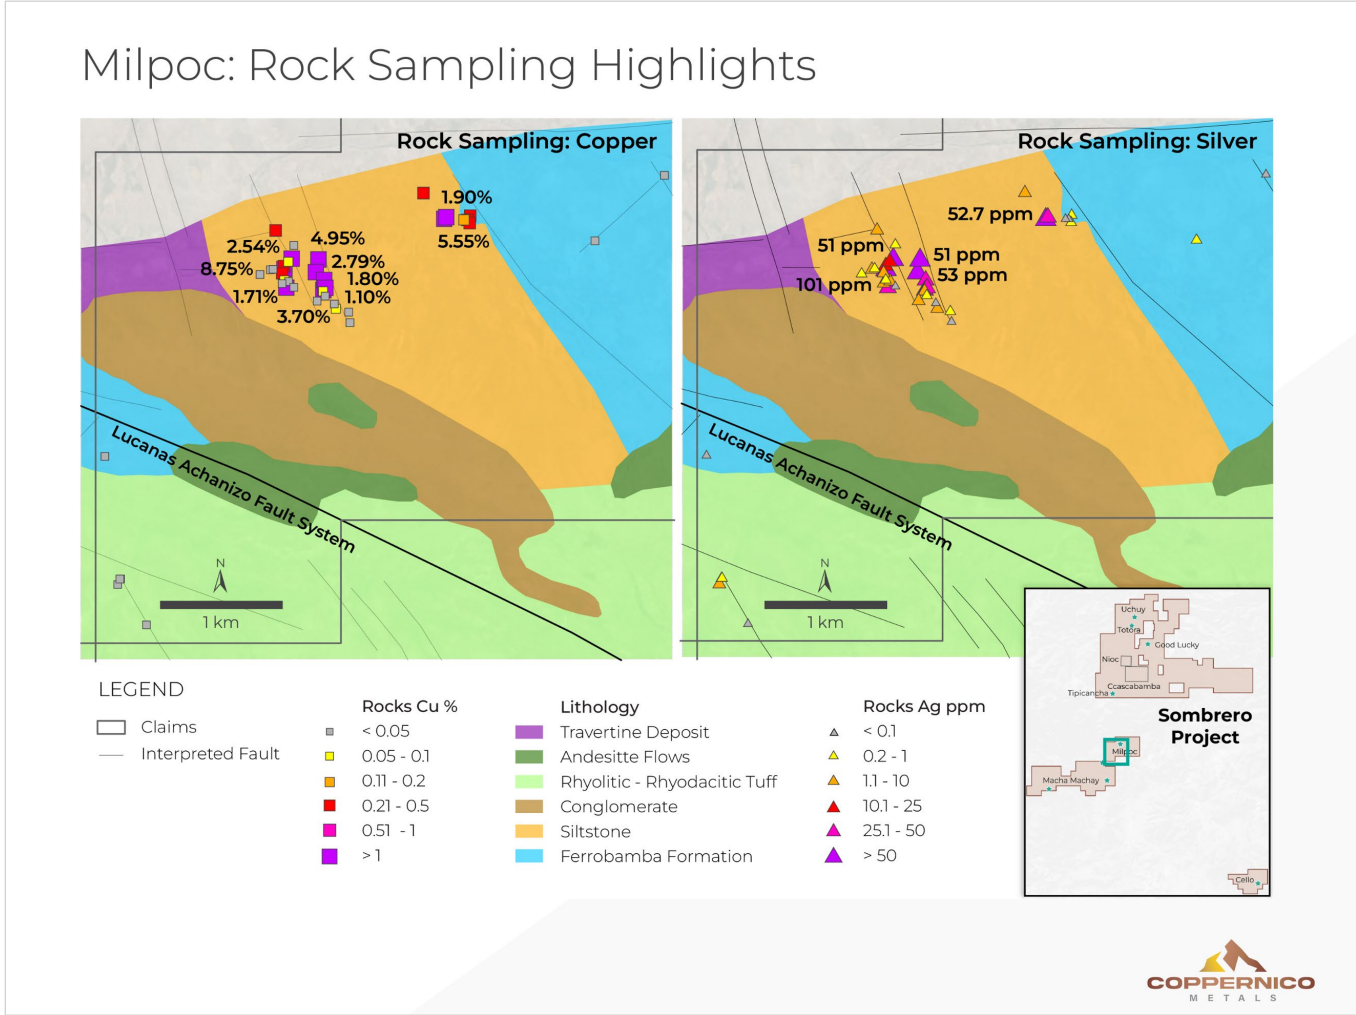 Milpoc: Rock Sampling Highlights
Rock Sampling: Copper
1.90%
5.55%
2.54%
4.95%
8.75%
2.79%
1.80%
1.71%
1.10%
3.70%
Lucanas Achanizo Fault System
N
1 km
Rock Sampling: Silver
52.7 ppm
51 ppm
51 ppm
53 ppm
101 ppm
Lucanas Achanizo Fault System
N
1 km
Uchuy
Totora
Good Lucky
Nioc
Ccascabamba
Tipicancha
Sombrero
Project
Milpoc
Macha Machay
Cello
LEGEND
Claims
Interpreted Fault
Rocks Cu %
< 0.05
0.05 - 0.1
0.11 - 0.2
0.21 - 0.5
0.51 - 1
> 1
Lithology
Travertine Deposit
Andesitte Flows
Rhyolitic - Rhyodacitic Tuff
Conglomerate
Siltstone
Ferrobamba Formation
Rocks Ag ppm
< 0.1
0.2 - 1
1.1 - 10
10.1 - 25
25.1 - 50
> 50
COPPERNICO
METALS